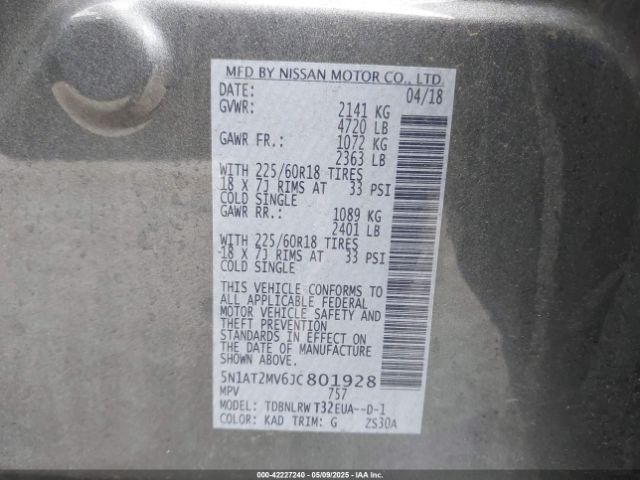 MFD BY NISSAN MOTOR CO., LTD.
DATE: 04/18
GVWR: 2141 KG
4720 LB
GAWR FR.: 1072 KG
2363 LB
WITH 225/60R18 TIRES
18 X 7J RIMS AT 33 PSI
COLD SINGLE
GAWR RR.: 1089 KG
2401 LB
WITH 225/60R18 TIRES
18 X 7J RIMS AT 33 PSI
COLD SINGLE
THIS VEHICLE CONFORMS TO
ALL APPLICABLE FEDERAL
MOTOR VEHICLE SAFETY AND
THEFT PREVENTION
STANDARDS IN EFFECT ON
THE DATE OF MANUFACTURE
SHOWN ABOVE.
5N1AT2MV6JC801928
MPV 757
MODEL: TDBNLRW T32EUA--D-1
COLOR: KAD TRIM: G ZS30A
000-42227240 - 05/09/2025 - IAAI.COM